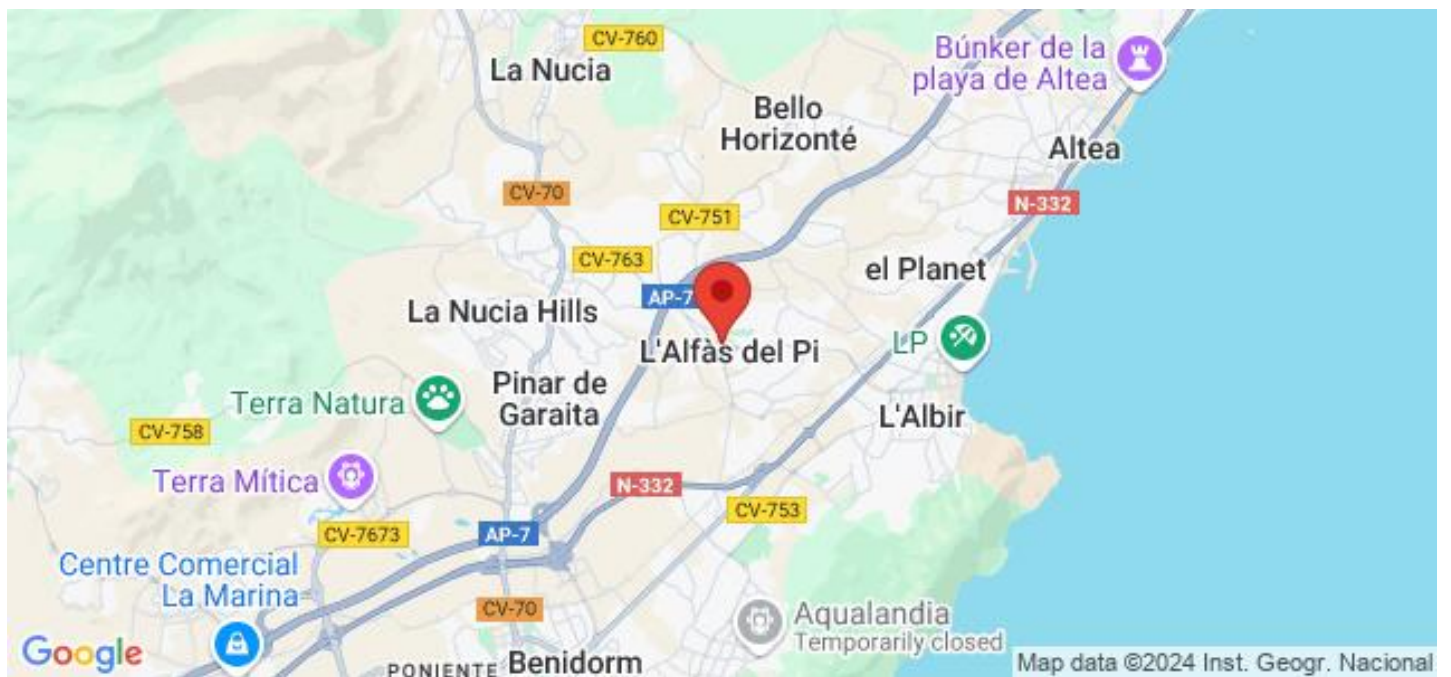 CV-760
La Nucia
Búnker de la
playa de Altea
Bello
Horizonté
Altea
CV-70
N-332
CV-751
CV-763
el Planet
AP-7
La Nucia Hills
L'Alfàs del Pi
LP
Pinar de
Garaita
Terra Natura
L'Albir
CV-758
Terra Mítica
N-332
CV-753
CV-7673
AP-7
Centre Comercial
La Marina
CV-70
Aqualandia
Temporarily closed
Google
PONIENTE
Benidorm
Map data ©2024 Inst. Geogr. Nacional